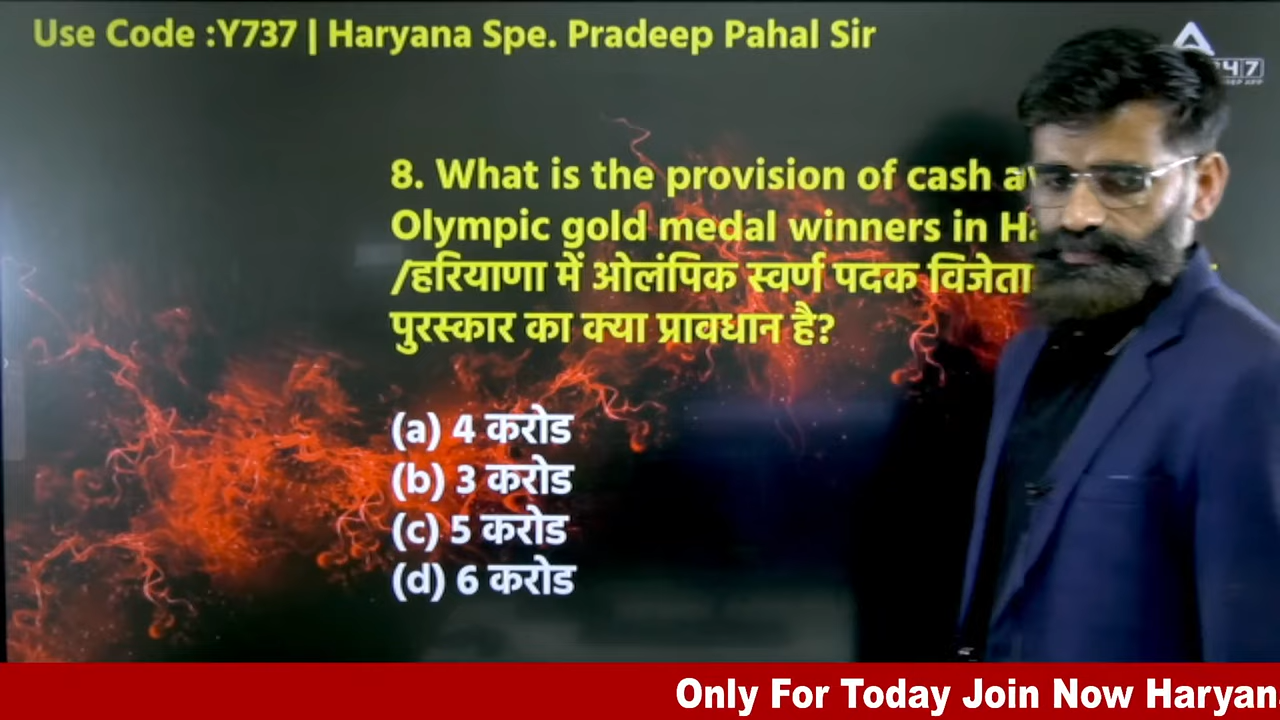 Use Code :Y737 | Haryana Spe. Pradeep Pahal Sir
8. What is the provision of cash
Olympic gold medal winners in
/हरियाणा में ओलंपिक स्वर्ण पदक विजेता
पुरस्कार का क्या प्रावधान है?
(a) 4 करोड
(b) 3 करोड
(c) 5 करोड
(d) 6 करोड
Only For Today Join Now Haryan